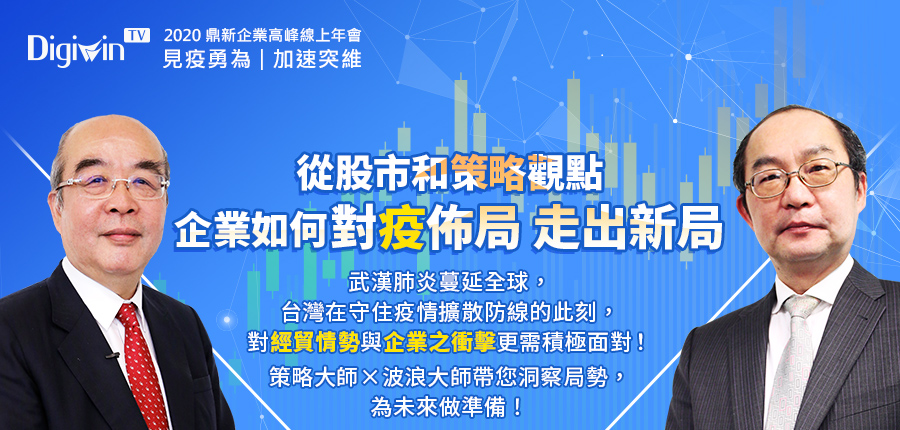 Digiwin TV
2020 鼎新企業高峰線上年會
見疫勇為｜加速突維
從股市和策略觀點
企業如何對疫佈局 走出新局
武漢肺炎蔓延全球，
台灣在守住疫情擴散防線的此刻，
對經貿情勢與企業之衝擊更需積極面對！
策略大師×波浪大師帶您洞察局勢，
為未來做準備！